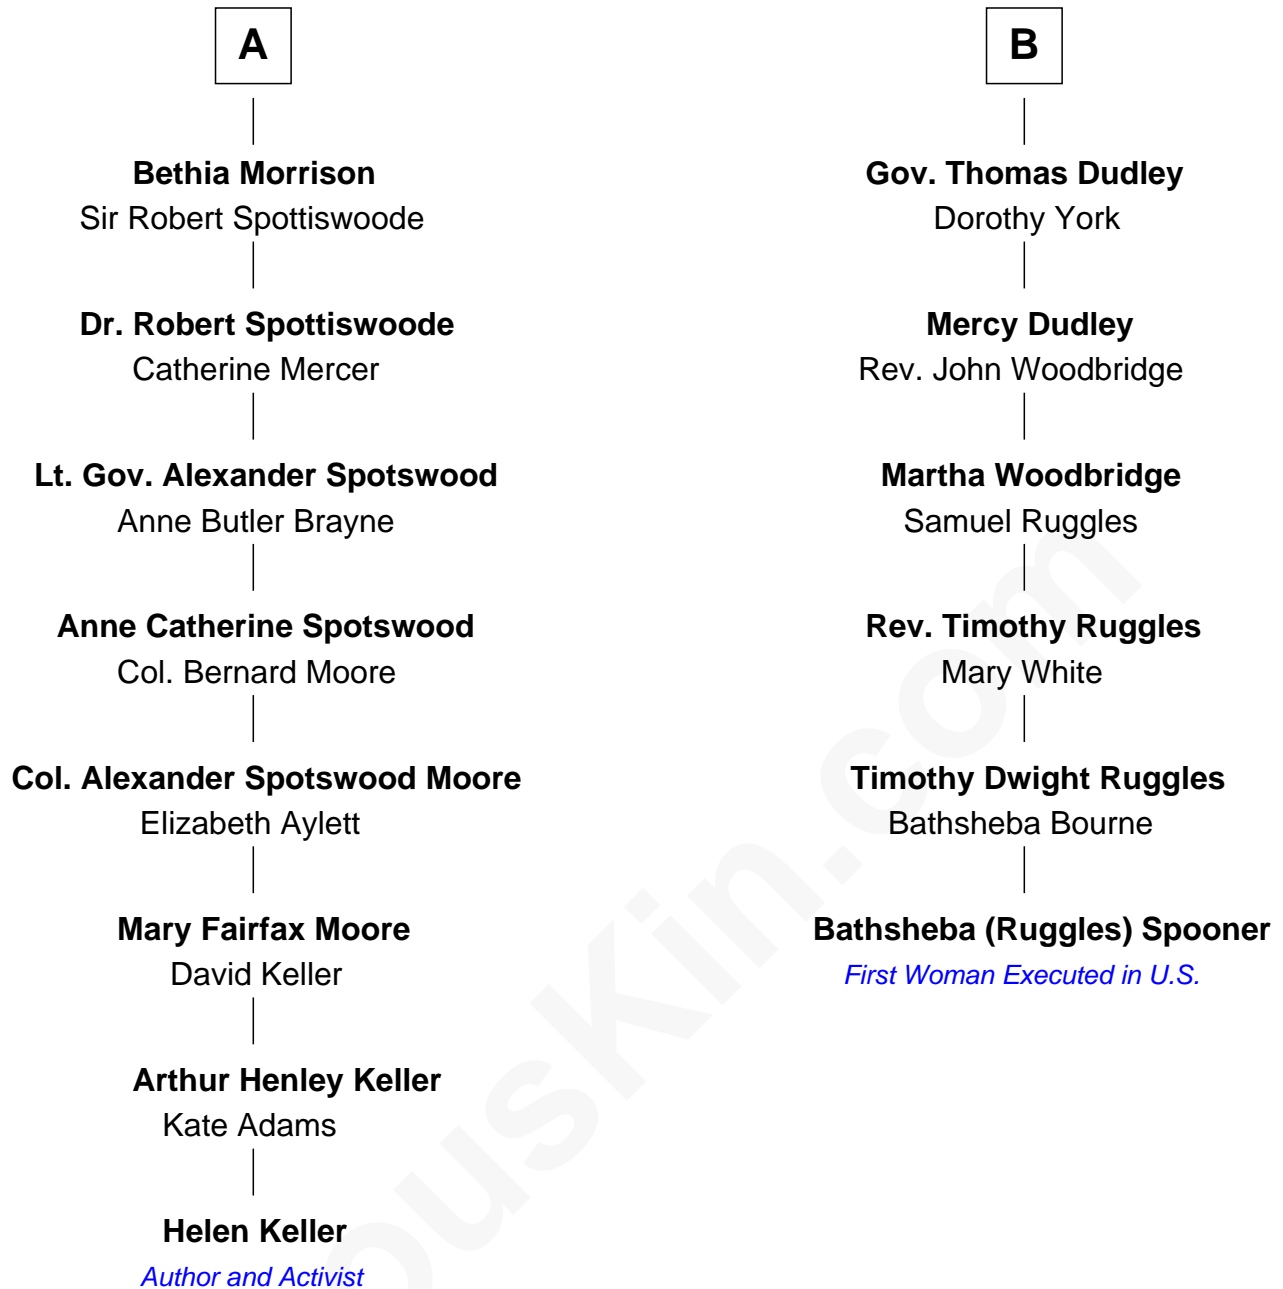 A
Bethia Morrison
Sir Robert Spottiswoode
Dr. Robert Spottiswoode
Catherine Mercer
Lt. Gov. Alexander Spotswood
Anne Butler Brayne
Anne Catherine Spotswood
Col. Bernard Moore
Col. Alexander Spotswood Moore
Elizabeth Aylett
Mary Fairfax Moore
David Keller
Arthur Henley Keller
Kate Adams
Helen Keller
Author and Activist
B
Gov. Thomas Dudley
Dorothy York
Mercy Dudley
Rev. John Woodbridge
Martha Woodbridge
Samuel Ruggles
Rev. Timothy Ruggles
Mary White
Timothy Dwight Ruggles
Bathsheba Bourne
Bathsheba (Ruggles) Spooner
First Woman Executed in U.S.
ousKin.com